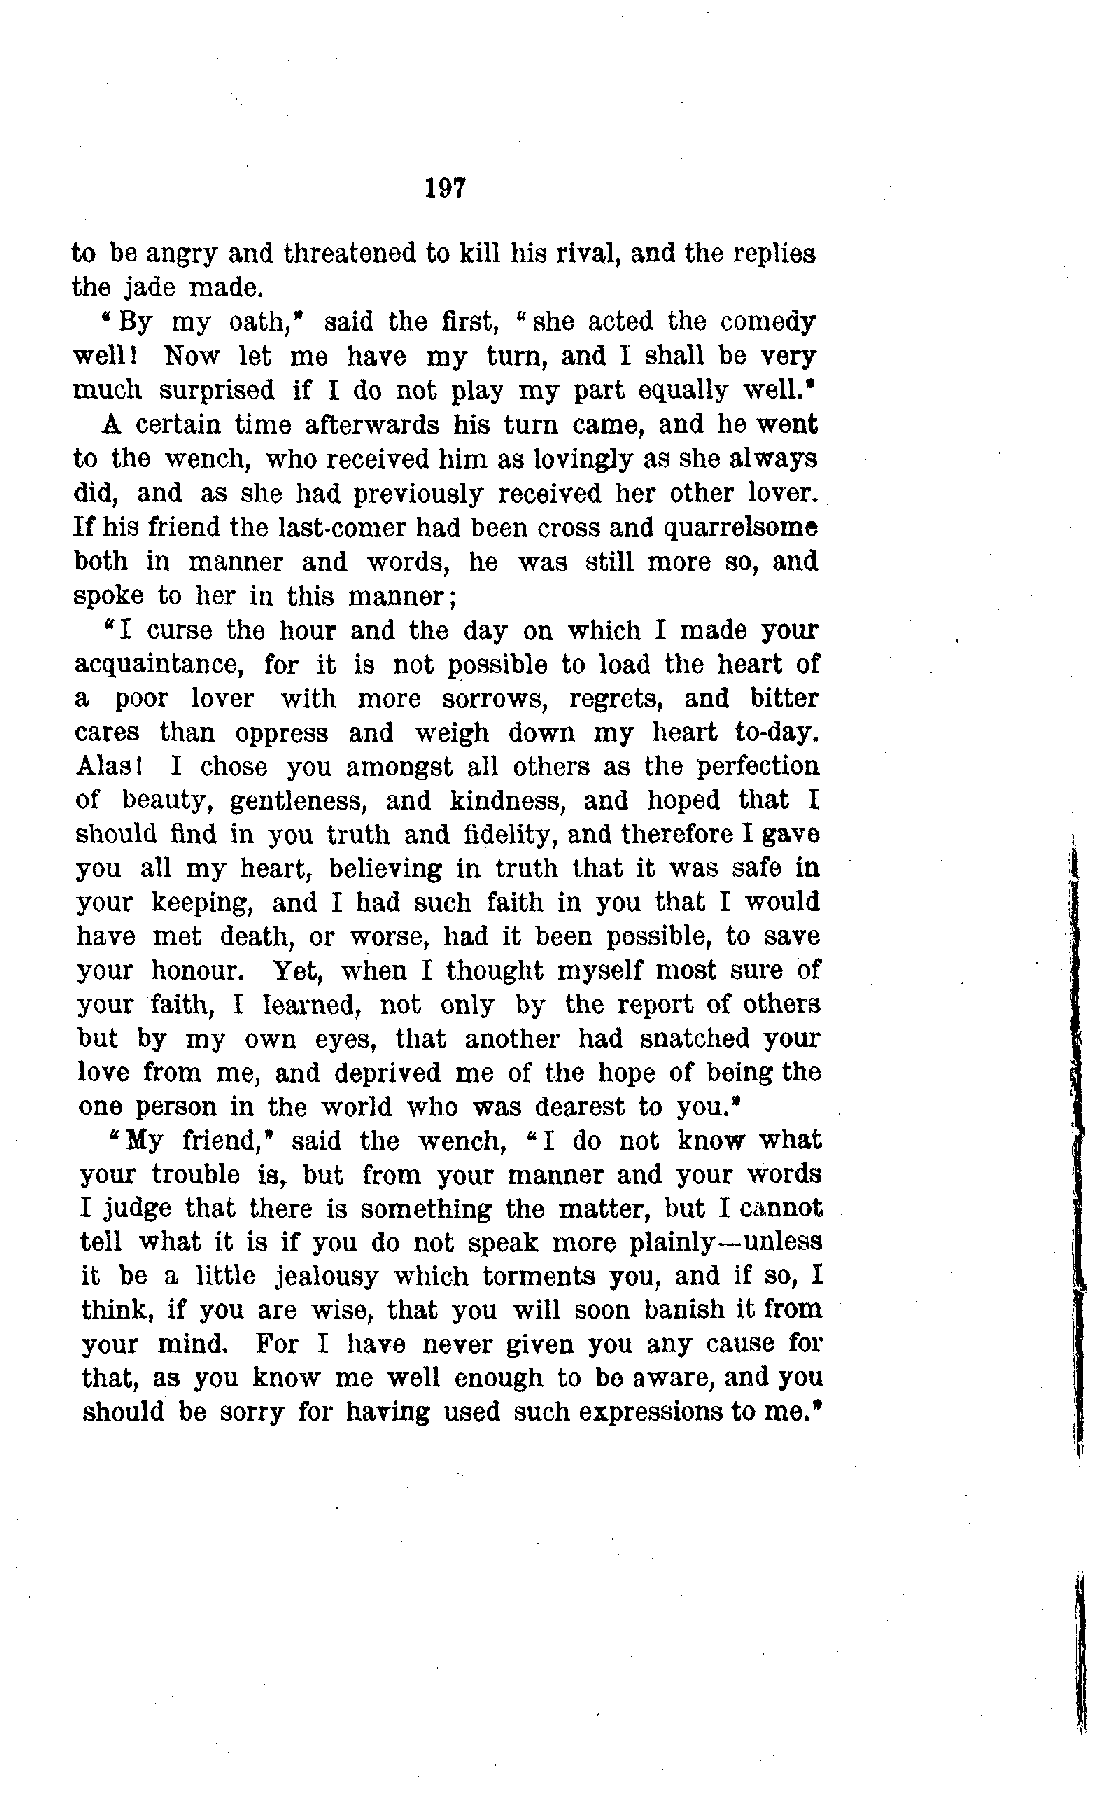 197
to be angry and threatened to kill his rival, and the replies
the jade made.
“By my oath,” said the first, “she acted the comedy
well! Now let me have my turn, and I shall be very
much surprised if I do not play my part equally well.”
A certain time afterwards his turn came, and he went
to the wench, who received him as lovingly as she always
did, and as she had previously received her other lover.
If his friend the last-comer had been cross and quarrelsome
both in manner and words, he was still more so, and
spoke to her in this manner;
“I curse the hour and the day on which I made your
acquaintance, for it is not possible to load the heart of
a poor lover with more sorrows, regrets, and bitter
cares than oppress and weigh down my heart to-day.
Alas! I chose you amongst all others as the perfection
of beauty, gentleness, and kindness, and hoped that I
should find in you truth and fidelity, and therefore I gave
you all my heart, believing in truth that it was safe in
your keeping, and I had such faith in you that I would
have met death, or worse, had it been possible, to save
your honour. Yet, when I thought myself most sure of
your faith, I learned, not only by the report of others
but by my own eyes, that another had snatched your
love from me, and deprived me of the hope of being the
one person in the world who was dearest to you.”
“My friend,” said the wench, “I do not know what
your trouble is, but from your manner and your words
I judge that there is something the matter, but I cannot
tell what it is if you do not speak more plainly—unless
it be a little jealousy which torments you, and if so, I
think, if you are wise, that you will soon banish it from
your mind. For I have never given you any cause for
that, as you know me well enough to be aware, and you
should be sorry for having used such expressions to me.”